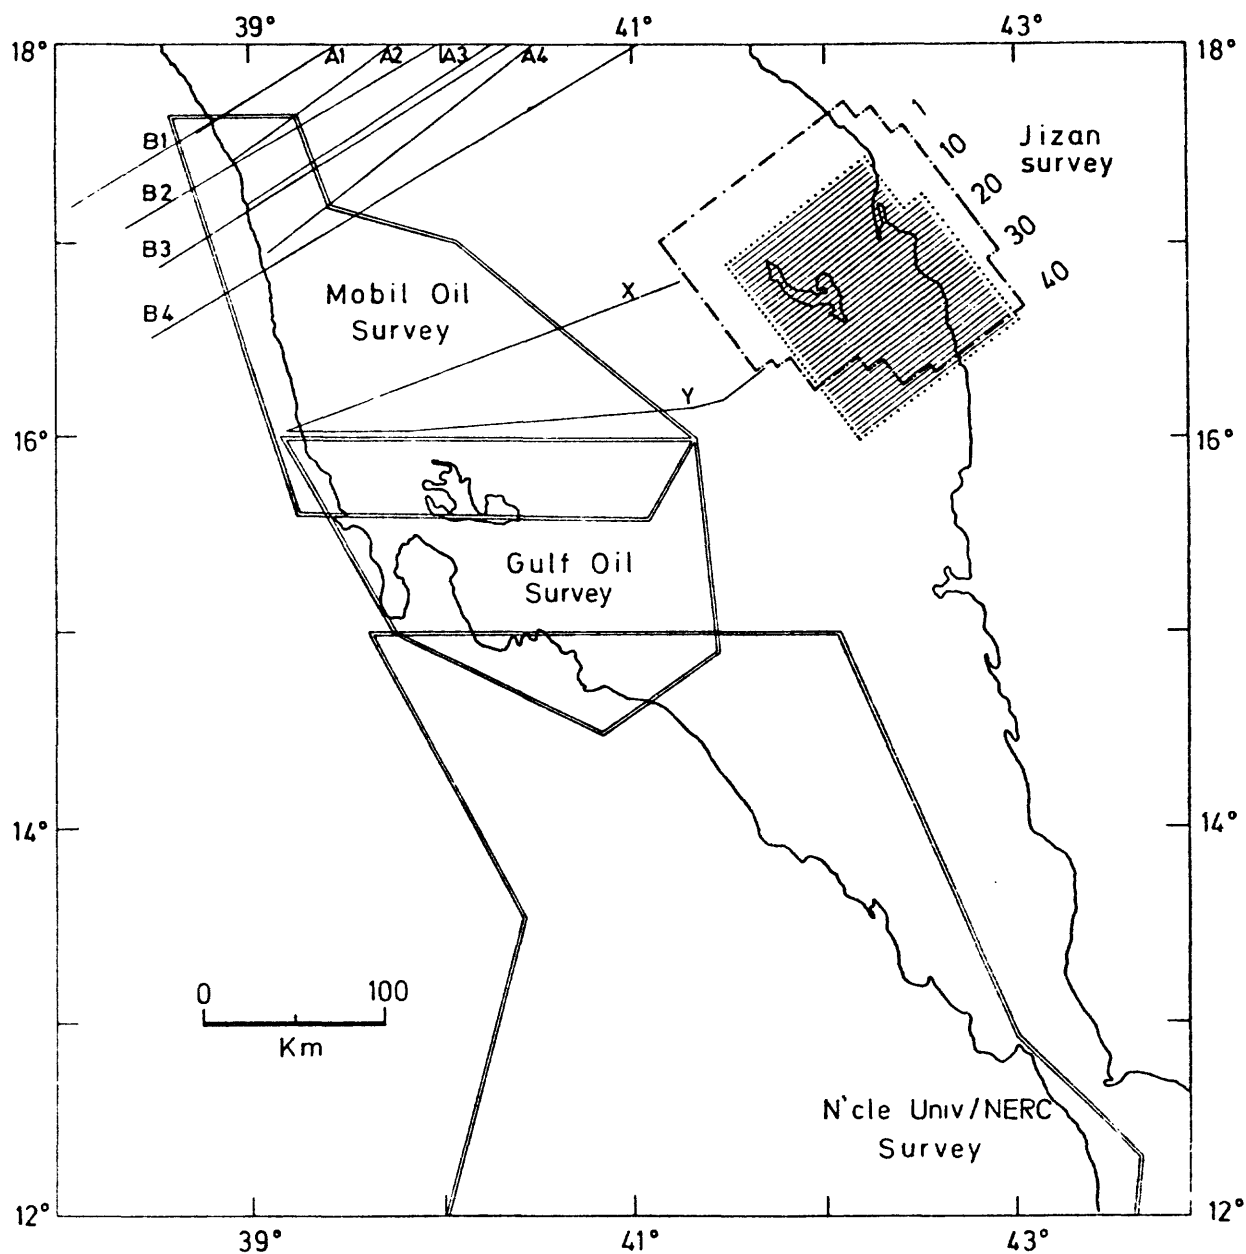 39° 41° 43°
18° A1 A2 A3 A4 18°
1
B1 Jizan
10 survey
B2 20
30
B3 40
X
Mobil Oil
B4 Survey
Y
16° 16°
Gulf Oil
Survey
14° 14°
0 100
Km
N'cle Univ/NERC
Survey
12° 12°
39° 41° 43°